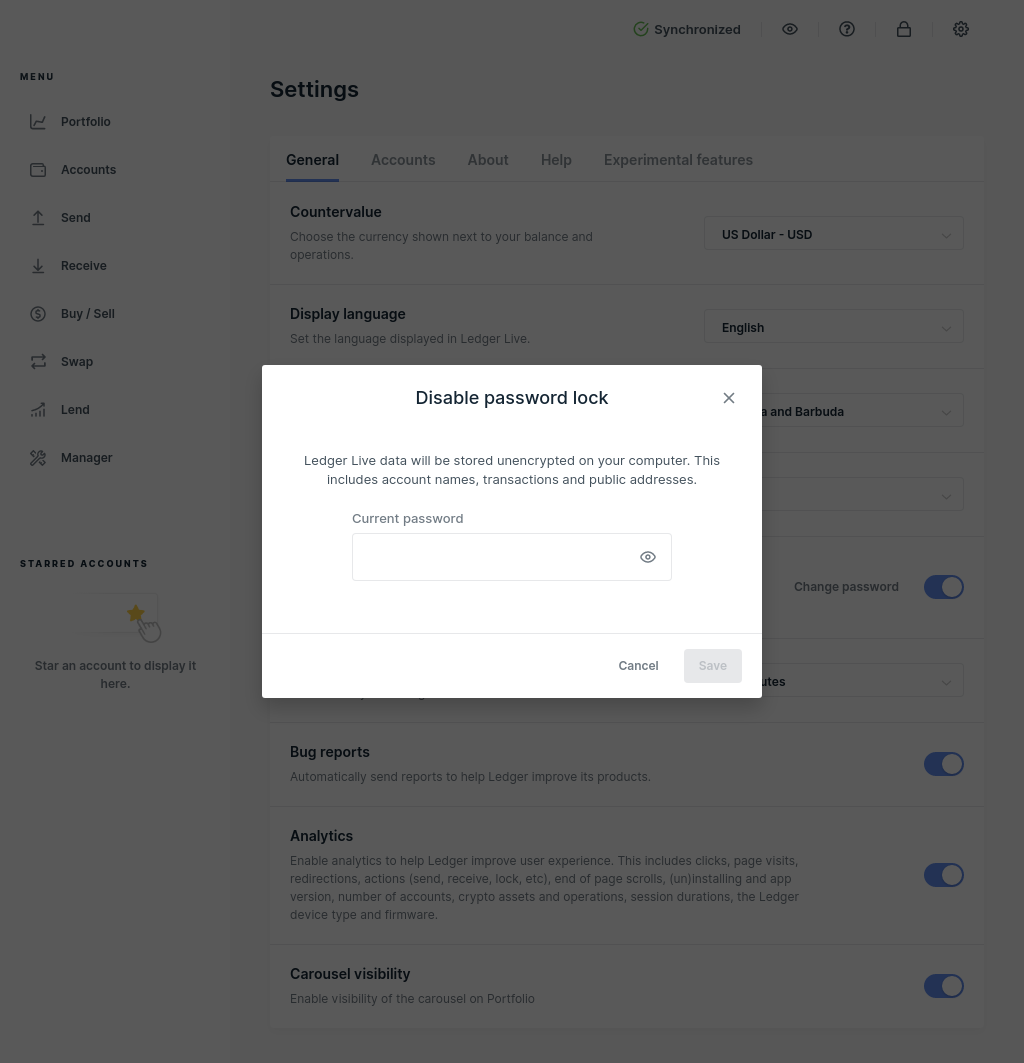 Synchronized
MENU
Portfolio
Accounts
Send
Receive
Buy / Sell
Swap
Lend
Manager
STARRED ACCOUNTS
Star an account to display it
here.
Settings
General Accounts About Help Experimental features
Countervalue
Choose the currency shown next to your balance and
operations.
US Dollar - USD
Display language
Set the language displayed in Ledger Live.
English
and Barbuda
Disable password lock
Ledger Live data will be stored unencrypted on your computer. This
includes account names, transactions and public addresses.
Current password
Cancel Save
Change password
Bug reports
Automatically send reports to help Ledger improve its products.
Analytics
Enable analytics to help Ledger improve user experience. This includes clicks, page visits,
redirections, actions (send, receive, lock, etc), end of page scrolls, (un)installing and app
version, number of accounts, crypto assets and operations, session durations, the Ledger
device type and firmware.
Carousel visibility
Enable visibility of the carousel on Portfolio